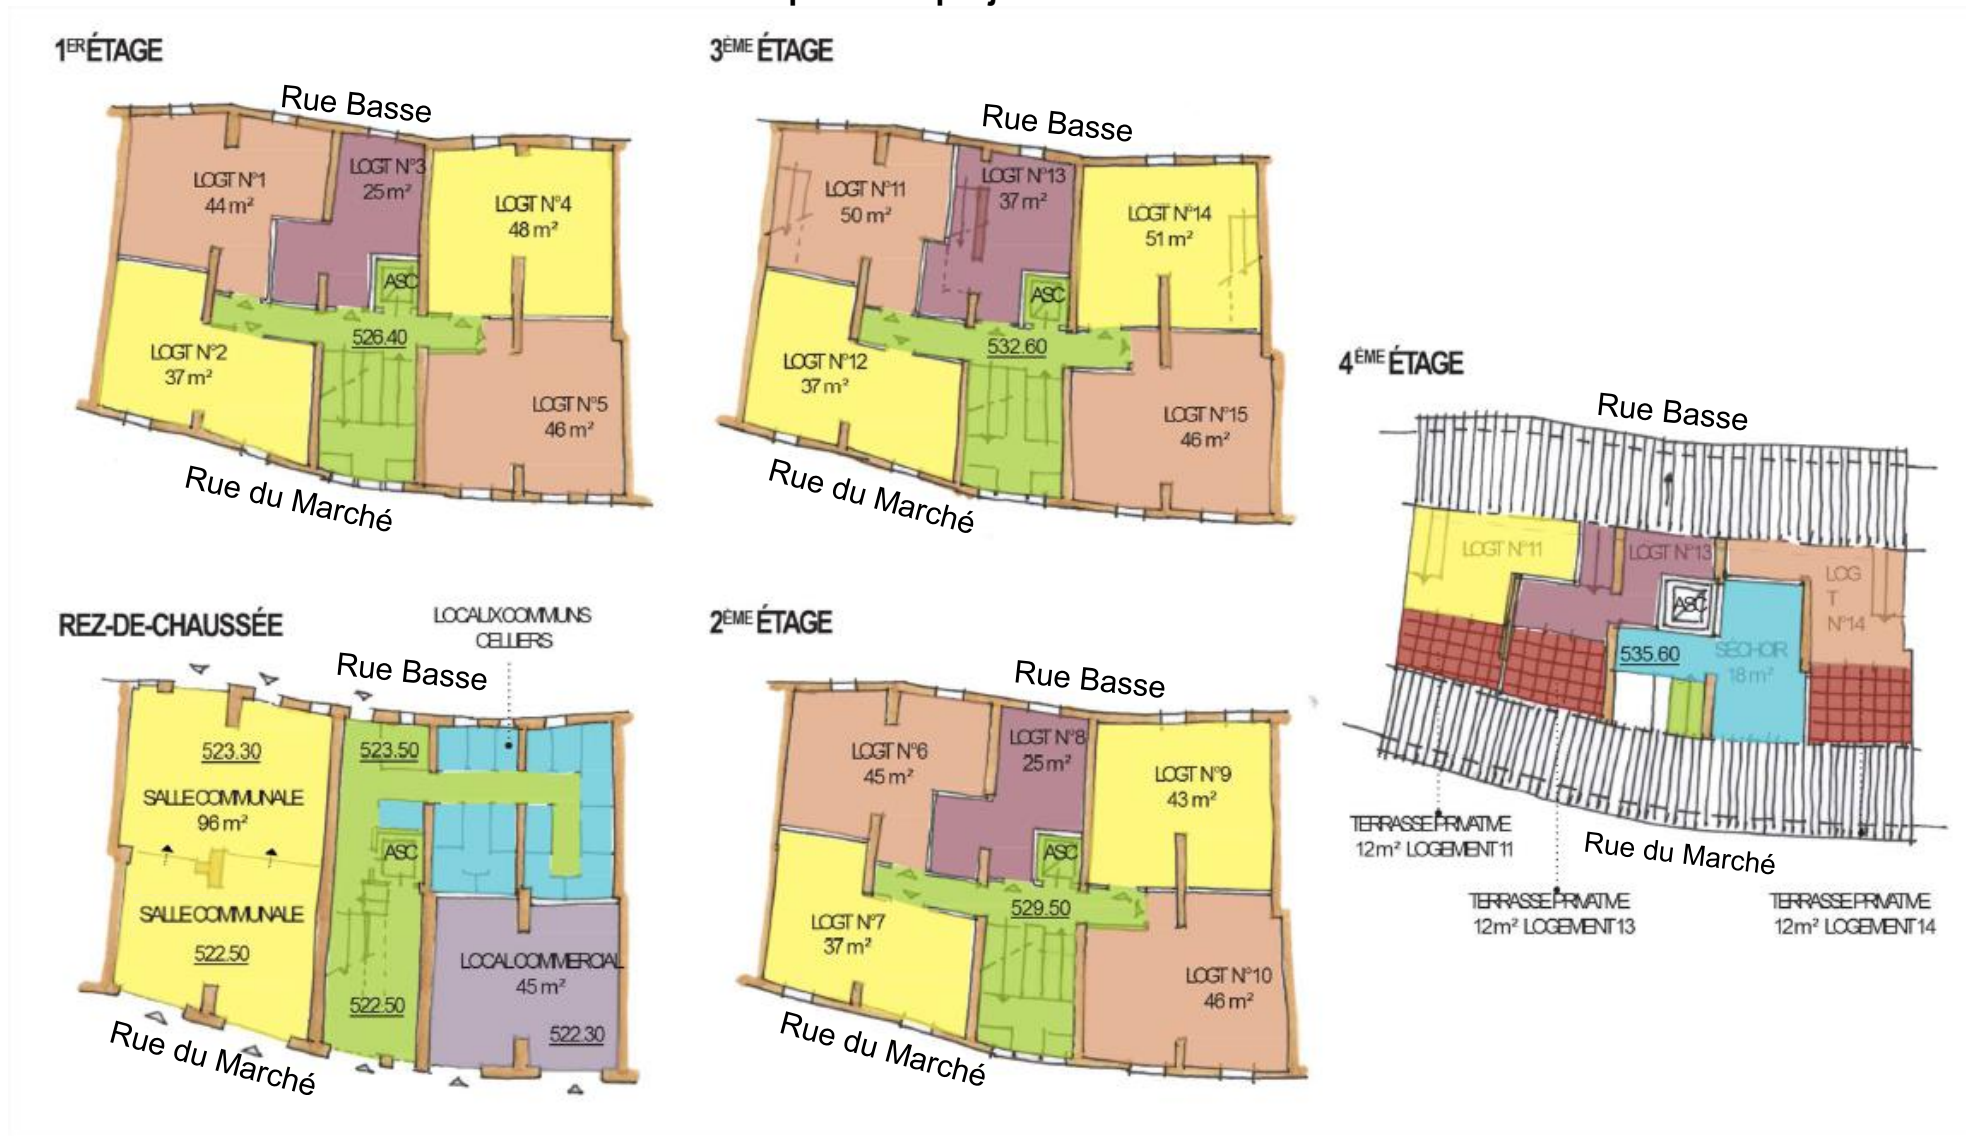 1ER ÉTAGE
Rue Basse
LOGT N°1
44 m²
LOGT N°3
25 m²
LOGT N°4
48 m²
ASC
526.40
LOGT N°2
37 m²
LOGT N°5
46 m²
Rue du Marché
3ÈME ÉTAGE
Rue Basse
LOGT N°11
50 m²
LOGT N°13
37 m²
LOGT N°14
51 m²
ASC
532.60
LOGT N°12
37 m²
LOGT N°15
46 m²
Rue du Marché
4ÈME ÉTAGE
Rue Basse
LOGT N°11
LOGT N°13
LOG
T
N°14
ASC
535.60
SÉCHOIR
18 m²
TERRASSE PRIVATIVE
12 m² LOGEMENT 11
Rue du Marché
TERRASSE PRIVATIVE
12 m² LOGEMENT 13
TERRASSE PRIVATIVE
12 m² LOGEMENT 14
REZ-DE-CHAUSSÉE
LOCAUX COMMUNS
CELLIERS
Rue Basse
523.30
523.50
SALLE COMMUNALE
96 m²
ASC
SALLE COMMUNALE
522.50
LOCAL COMMERCIAL
45 m²
522.50
522.30
Rue du Marché
2ÈME ÉTAGE
Rue Basse
LOGT N°6
45 m²
LOGT N°8
25 m²
LOGT N°9
43 m²
ASC
529.50
LOGT N°7
37 m²
LOGT N°10
46 m²
Rue du Marché